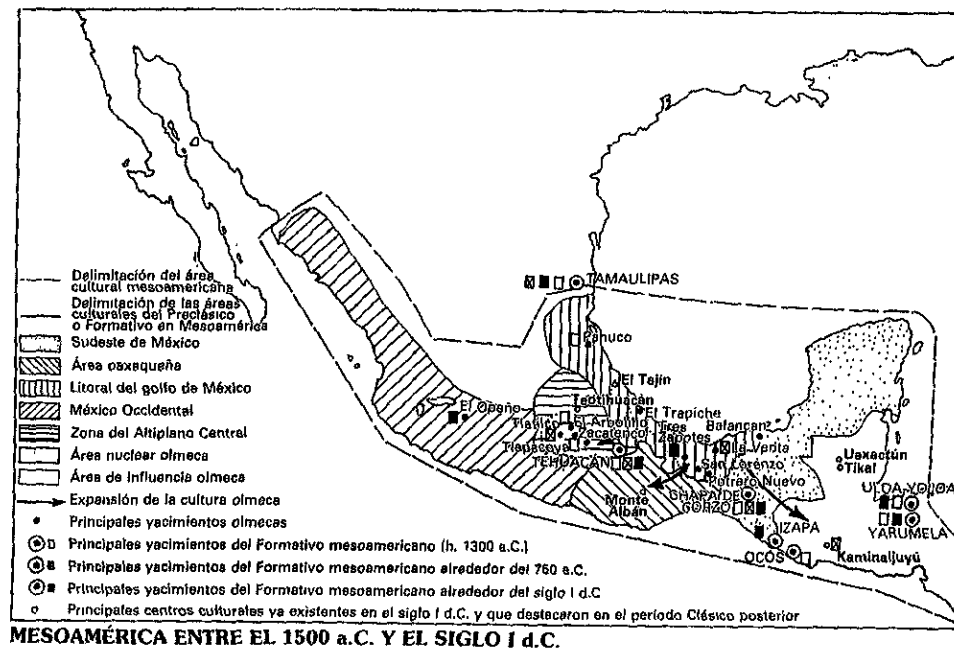 TAMAULIPAS
Pánuco
El Tajín
Teotihuacán
El Trapiche
El Opeño
El Arbolillo
Tlatilco
Zacatenco
Tres
Zapotes
Balancán
La Venta
Tlapacoya
TEHUACÁN
San Lorenzo
Potrero Nuevo
Uaxactún
Tikal
Monte
Albán
CHIAPA DE
CORZO
YARUMELA
IZAPA
OCÓS
Kaminaljuyú
Delimitación del área
cultural mesoamericana
Delimitación de las áreas
culturales del Preclásico
o Formativo en Mesoamérica
Sudeste de México
Área oaxaqueña
Litoral del golfo de México
México Occidental
Zona del Altiplano Central
Área nuclear olmeca
Área de Influencia olmeca
Expansión de la cultura olmeca
Principales yacimientos olmecas
Principales yacimientos del Formativo mesoamericano (h. 1300 a.C.)
Principales yacimientos del Formativo mesoamericano alrededor del 760 a.C.
Principales yacimientos del Formativo mesoamericano alrededor del siglo I d.C
Principales centros culturales ya existentes en el siglo I d.C. y que destacaron en el período Clásico posterior
MESOAMÉRICA ENTRE EL 1500 a.C. Y EL SIGLO I d.C.